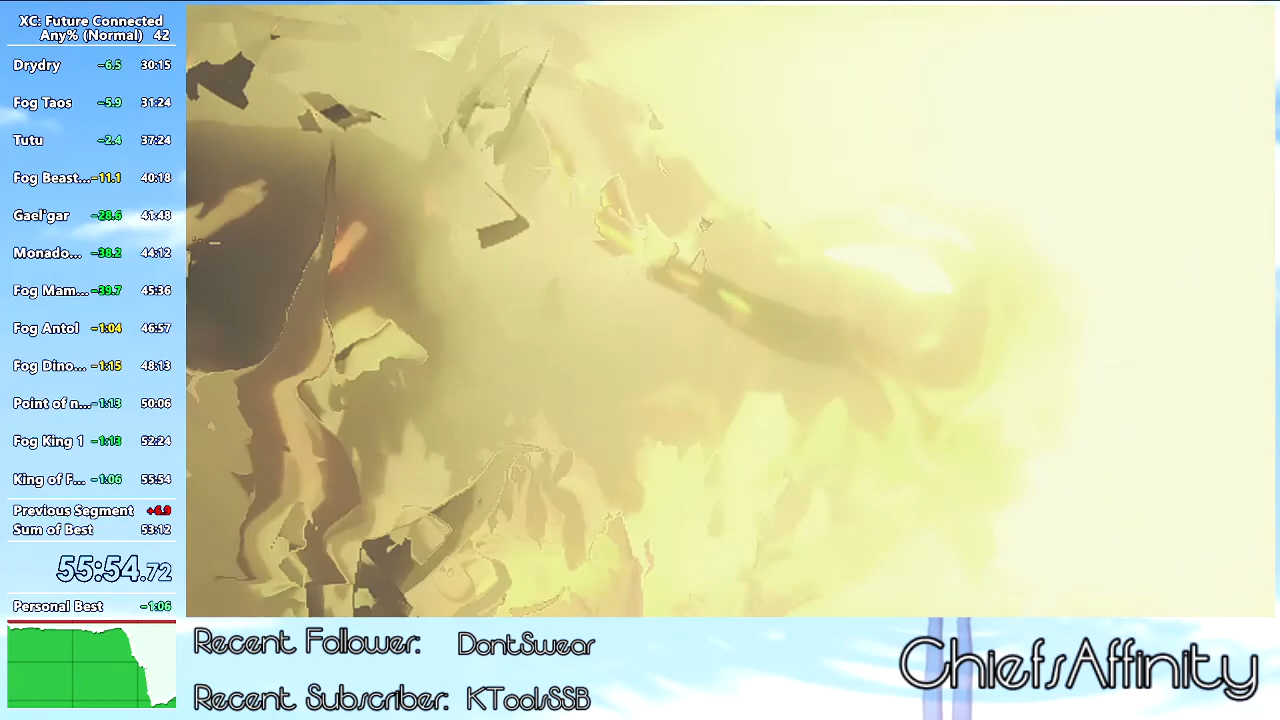 XC: Future Connected
Any% (Normal) 42
Drydry -6.5 30:15
Fog Taos -5.9 31:24
Tutu -2.4 37:24
Fog Beast... -11.1 40:18
Gael'gar -28.6 41:48
Monado... -38.2 44:12
Fog Mam... -39.7 45:36
Fog Antol -1:04 46:57
Fog Dino... -1:15 48:13
Point of n... -1:13 50:06
Fog King 1 -1:13 52:24
King of F... -1:06 55:54
Previous Segment
Sum of Best 53:12
55:54.72
Personal Best -1:06
Recent Follower: DontSwear
Recent Subscriber: KToolsSSB
ChiefsAffinity